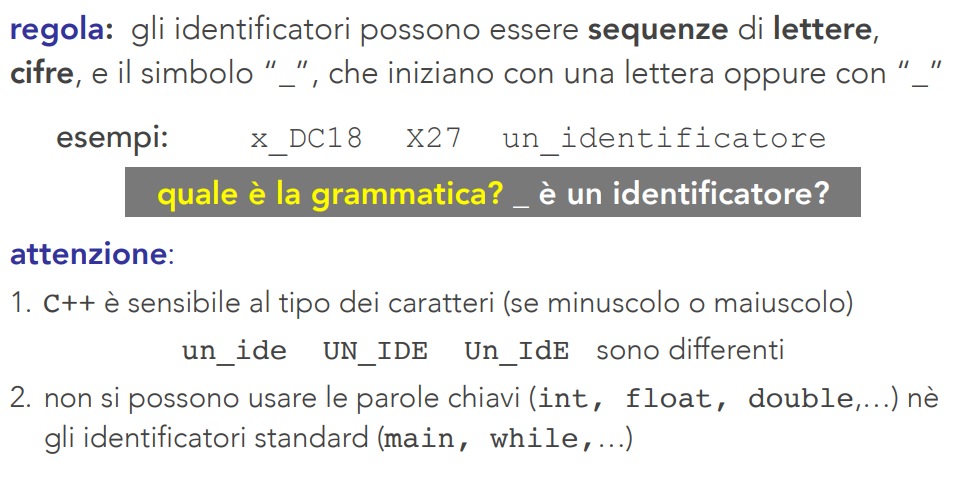 regola: gli identificatori possono essere sequenze di lettere,
cifre, e il simbolo “_”, che iniziano con una lettera oppure con “_”
esempi: x_DC18 X27 un_identificatore
quale è la grammatica? _ è un identificatore?
attenzione:
1. C++ è sensibile al tipo dei caratteri (se minuscolo o maiuscolo)
un_ide UN_IDE Un_IdE sono differenti
2. non si possono usare le parole chiavi (int, float, double,…) nè
gli identificatori standard (main, while,…)